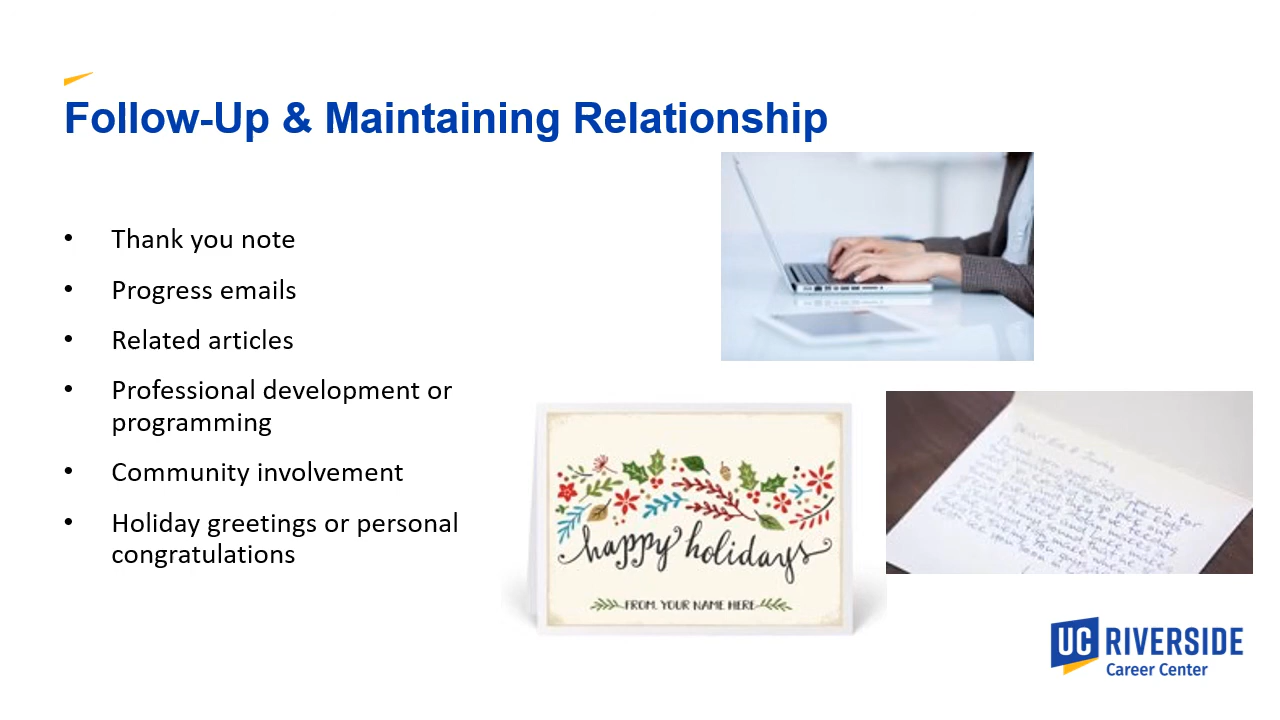 Follow-Up & Maintaining Relationship
• Thank you note
• Progress emails
• Related articles
• Professional development or
programming
• Community involvement
• Holiday greetings or personal
congratulations
happy holidays
FROM, YOUR NAME HERE
UC RIVERSIDE
Career Center